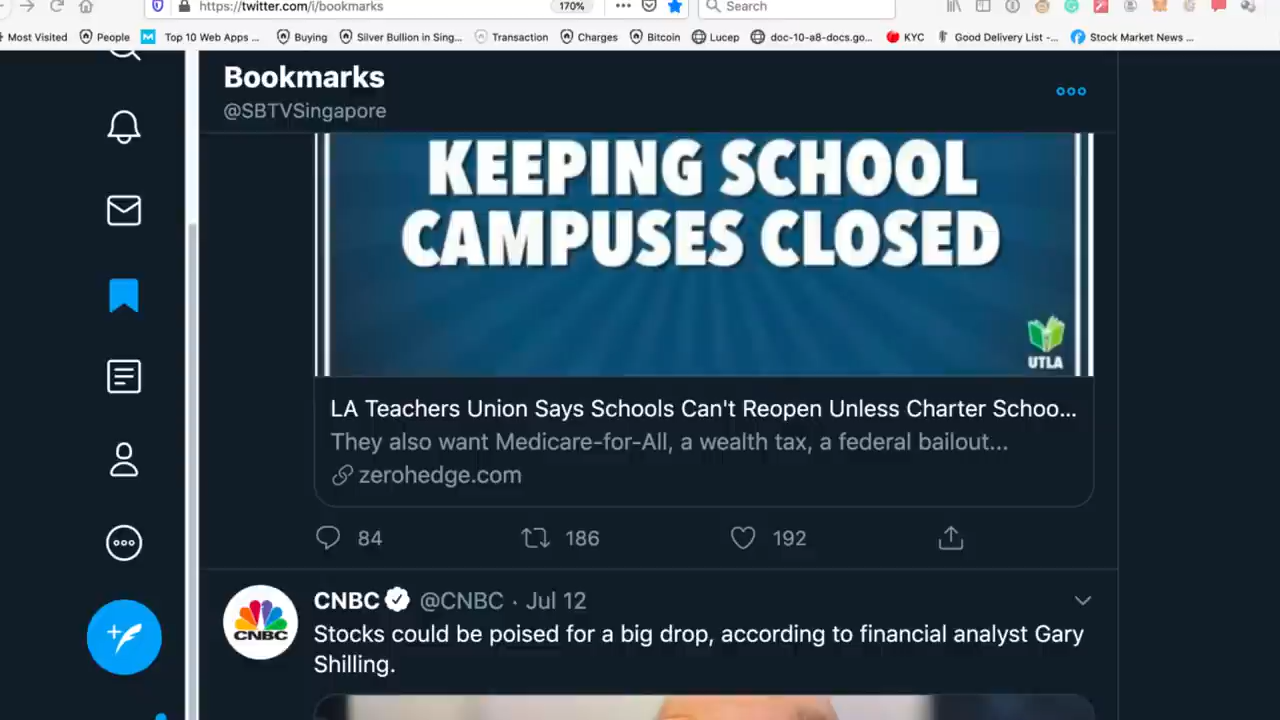 https://twitter.com/i/bookmarks
170%
Search
Most Visited
People
Top 10 Web Apps ...
Buying
Silver Bullion in Sing...
Transaction
Charges
Bitcoin
Lucep
doc-10-a8-docs.go...
KYC
Good Delivery List -...
Stock Market News ...
Bookmarks
@SBTVSingapore
KEEPING SCHOOL
CAMPUSES CLOSED
UTLA
LA Teachers Union Says Schools Can't Reopen Unless Charter Schoo...
They also want Medicare-for-All, a wealth tax, a federal bailout...
zerohedge.com
84
186
192
CNBC
CNBC @CNBC · Jul 12
Stocks could be poised for a big drop, according to financial analyst Gary
Shilling.